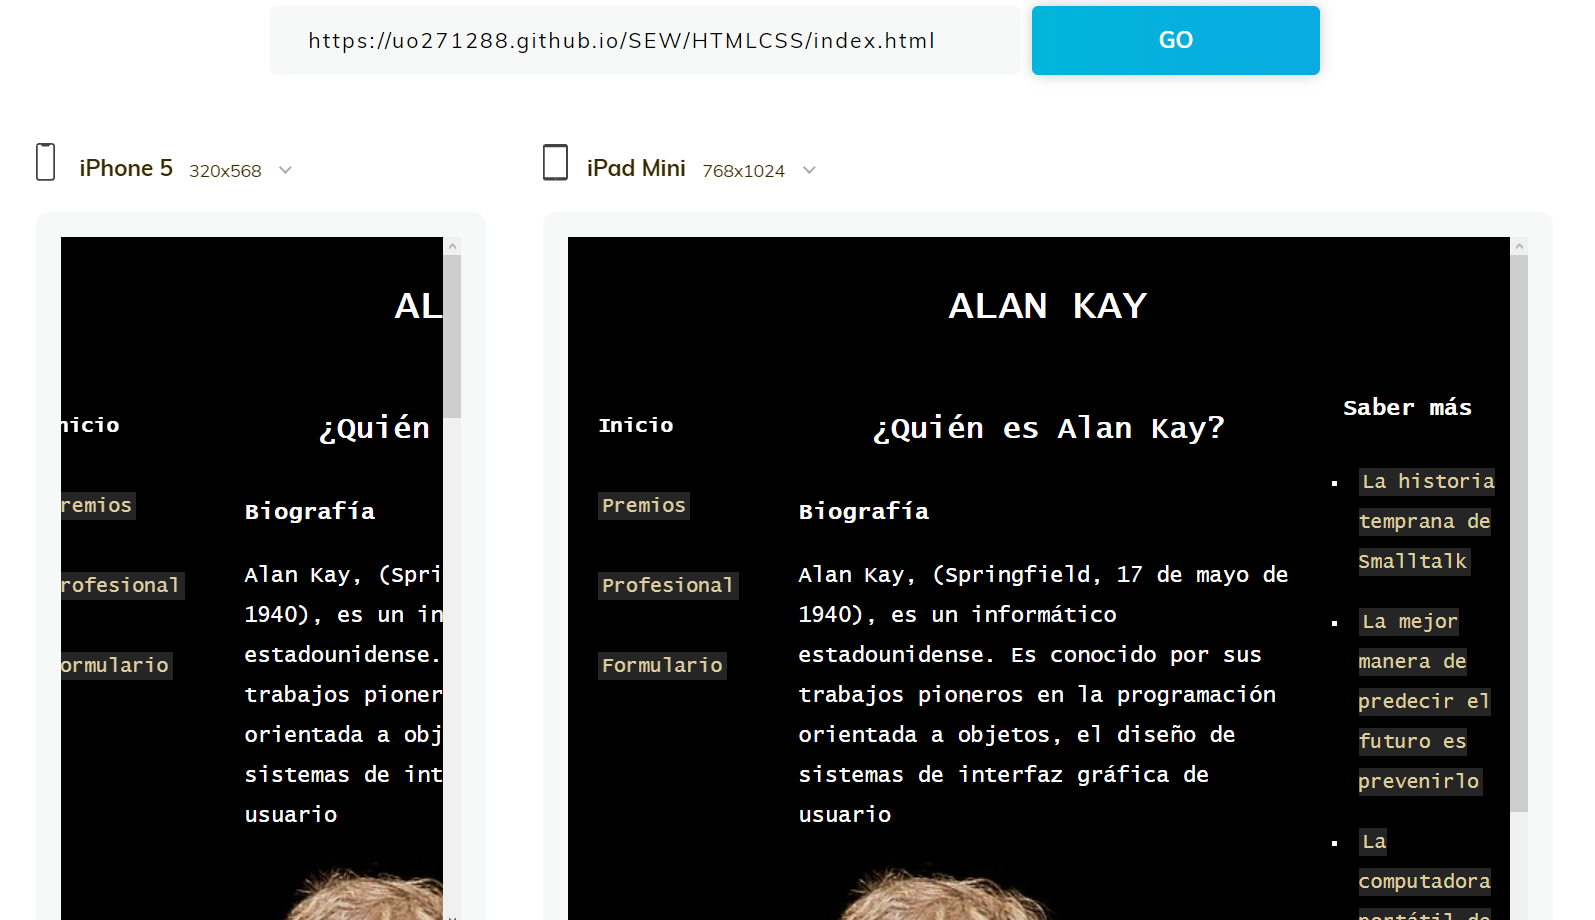 https://uo271288.github.io/SEW/HTMLCSS/index.html
GO
iPhone 5 320x568
iPad Mini 768x1024
AL
nicio
remios
rofesional
ormulario
¿Quién
Biografía
Alan Kay, (Spri
1940), es un in
estadounidense.
trabajos pioner
orientada a obj
sistemas de int
usuario
ALAN KAY
Inicio
Premios
Profesional
Formulario
¿Quién es Alan Kay?
Biografía
Alan Kay, (Springfield, 17 de mayo de
1940), es un informático
estadounidense. Es conocido por sus
trabajos pioneros en la programación
orientada a objetos, el diseño de
sistemas de interfaz gráfica de
usuario
Saber más
La historia
temprana de
Smalltalk
La mejor
manera de
predecir el
futuro es
prevenirlo
La
computadora
portátil de